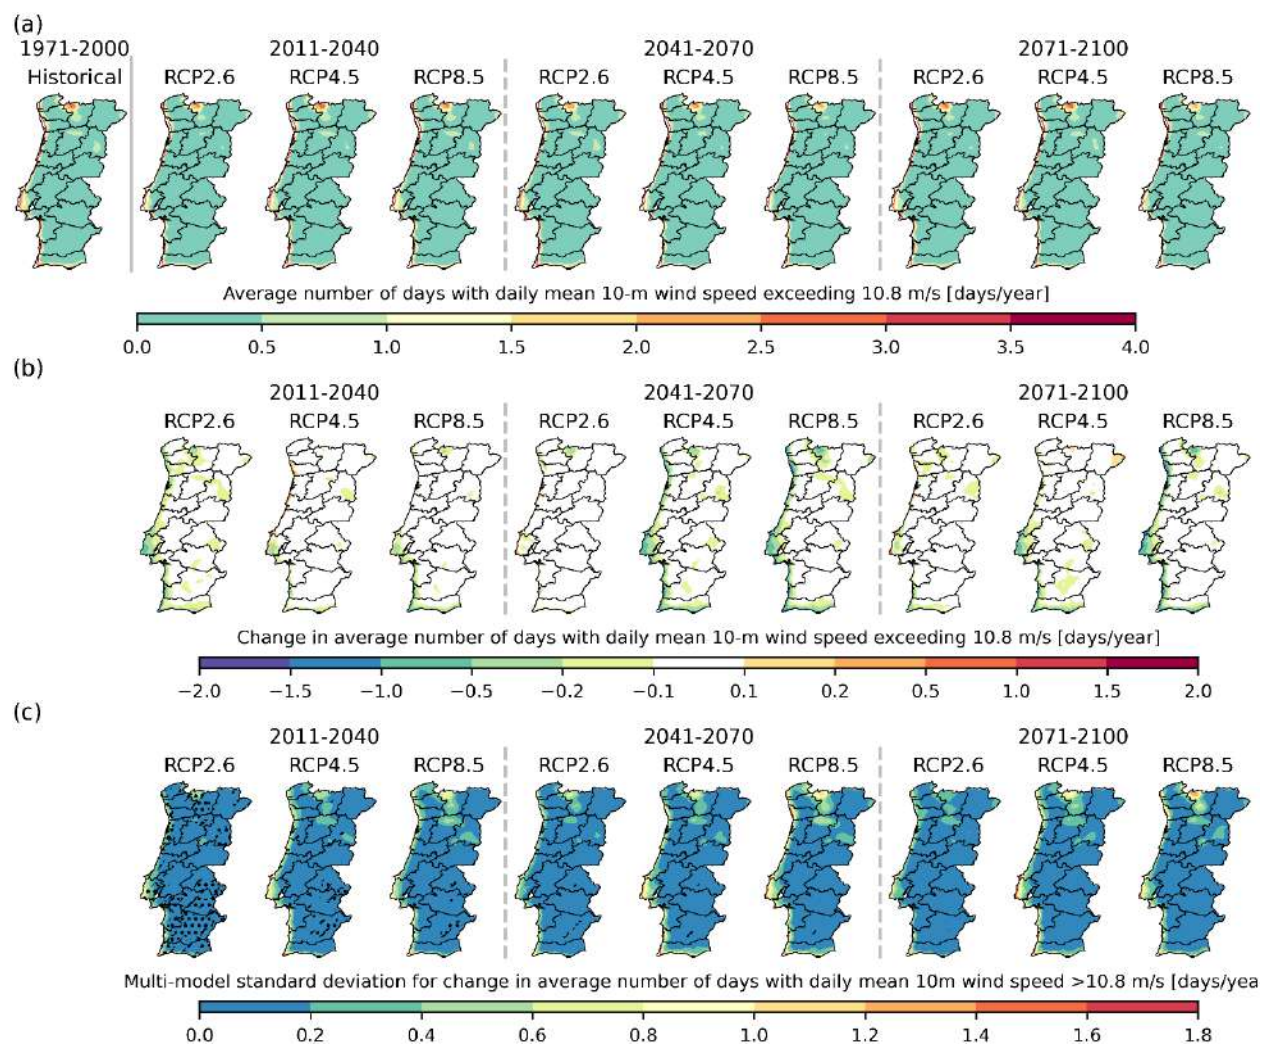 (a)
1971-2000 2011-2040 2041-2070 2071-2100
Historical RCP2.6 RCP4.5 RCP8.5 RCP2.6 RCP4.5 RCP8.5 RCP2.6 RCP4.5 RCP8.5
Average number of days with daily mean 10-m wind speed exceeding 10.8 m/s [days/year]
0.0 0.5 1.0 1.5 2.0 2.5 3.0 3.5 4.0
(b)
2011-2040 2041-2070 2071-2100
RCP2.6 RCP4.5 RCP8.5 RCP2.6 RCP4.5 RCP8.5 RCP2.6 RCP4.5 RCP8.5
Change in average number of days with daily mean 10-m wind speed exceeding 10.8 m/s [days/year]
−2.0 −1.5 −1.0 −0.5 −0.2 −0.1 0.1 0.2 0.5 1.0 1.5 2.0
(c)
2011-2040 2041-2070 2071-2100
RCP2.6 RCP4.5 RCP8.5 RCP2.6 RCP4.5 RCP8.5 RCP2.6 RCP4.5 RCP8.5
Multi-model standard deviation for change in average number of days with daily mean 10m wind speed >10.8 m/s [days/yea
0.0 0.2 0.4 0.6 0.8 1.0 1.2 1.4 1.6 1.8